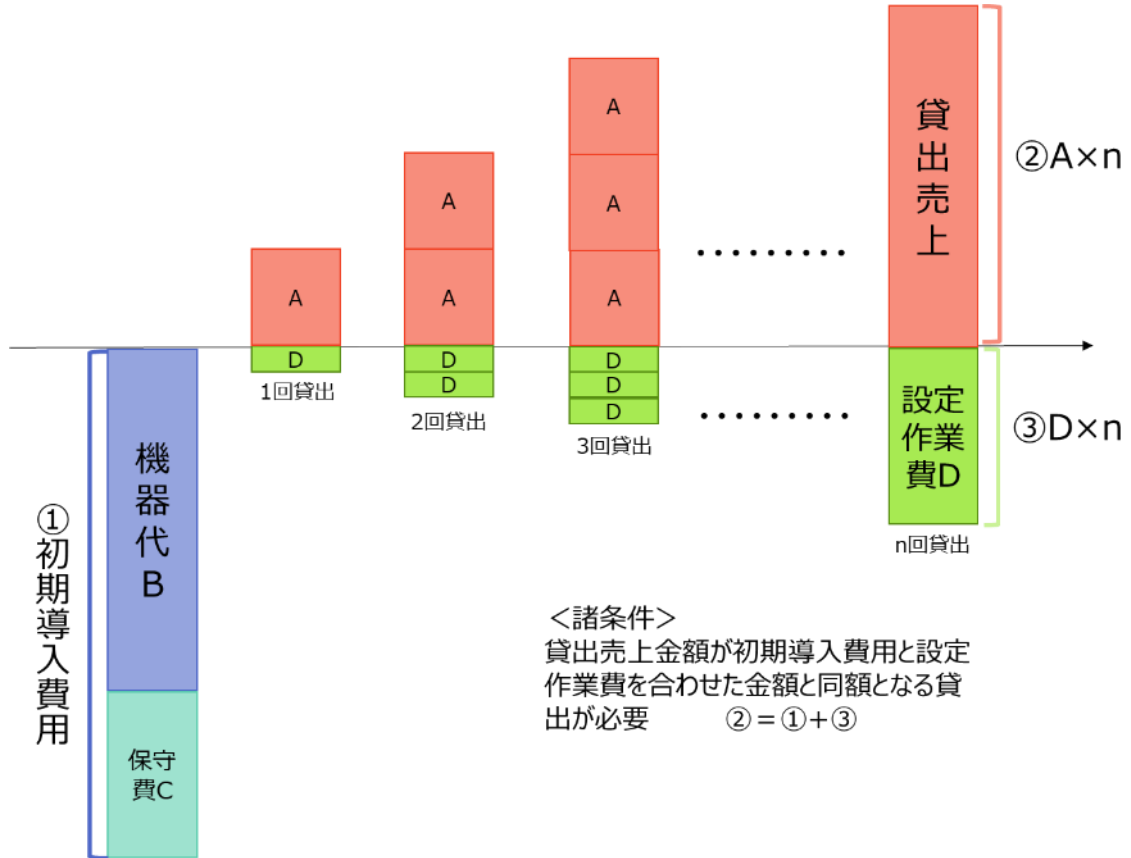 ①初期導入費用
機器代B
保守
費C
A
D
1回貸出
A
A
D
D
2回貸出
A
A
A
D
D
D
3回貸出
・・・・・・・・・
・・・・・・・・・
貸出売上
②A×n
設定
作業
費D
③D×n
n回貸出
＜諸条件＞
貸出売上金額が初期導入費用と設定
作業費を合わせた金額と同額となる貸
出が必要　　　②＝①＋③